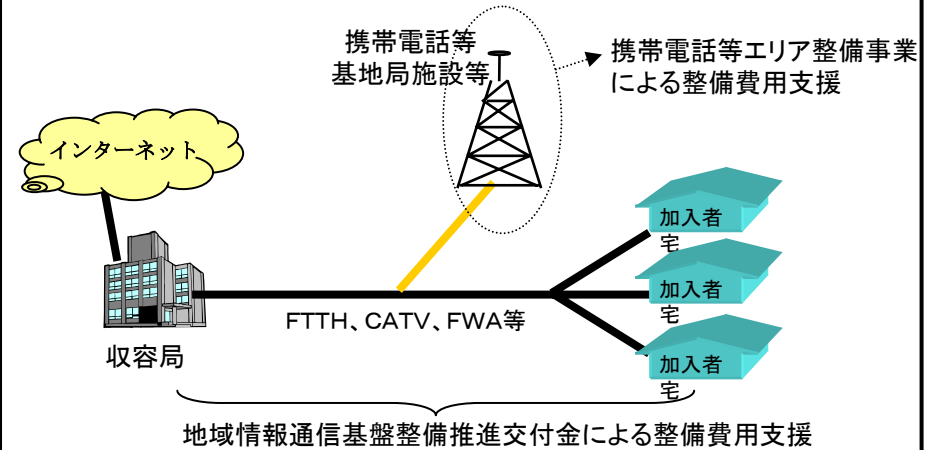 携帯電話等
基地局施設等
携帯電話等エリア整備事業
による整備費用支援
インターネット
加入者
宅
加入者
宅
加入者
宅
FTTH、CATV、FWA等
収容局
地域情報通信基盤整備推進交付金による整備費用支援